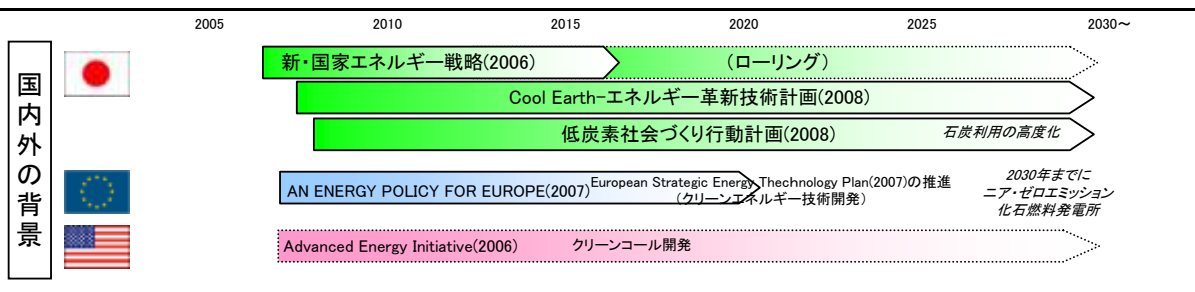 2005 2010 2015 2020 2025 2030～
国内外の背景
新・国家エネルギー戦略(2006) (ローリング)
Cool Earth-エネルギー革新技術計画(2008)
低炭素社会づくり行動計画(2008) 石炭利用の高度化
AN ENERGY POLICY FOR EUROPE(2007)
European Strategic Energy Thechnology Plan(2007)の推進
(クリーンエネルギー技術開発)
2030年までに
ニア・ゼロエミッション
化石燃料発電所
Advanced Energy Initiative(2006) クリーンコール開発